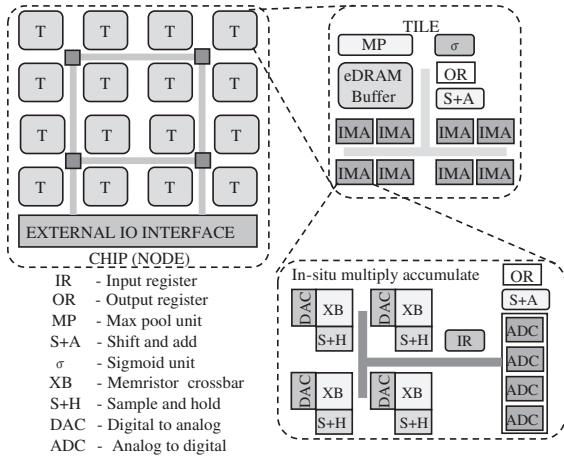 T T T T
T T T T
T T T T
T T T T
EXTERNAL IO INTERFACE
CHIP (NODE)
TILE
MP σ
eDRAM
Buffer
OR
S+A
IMA IMA IMA IMA
IMA IMA IMA IMA
In-situ multiply accumulate
OR
S+A
DAC XB DAC XB
S+H S+H
IR
DAC XB DAC XB
S+H S+H
ADC
ADC
ADC
ADC
IR - Input register
OR - Output register
MP - Max pool unit
S+A - Shift and add
σ - Sigmoid unit
XB - Memristor crossbar
S+H - Sample and hold
DAC - Digital to analog
ADC - Analog to digital